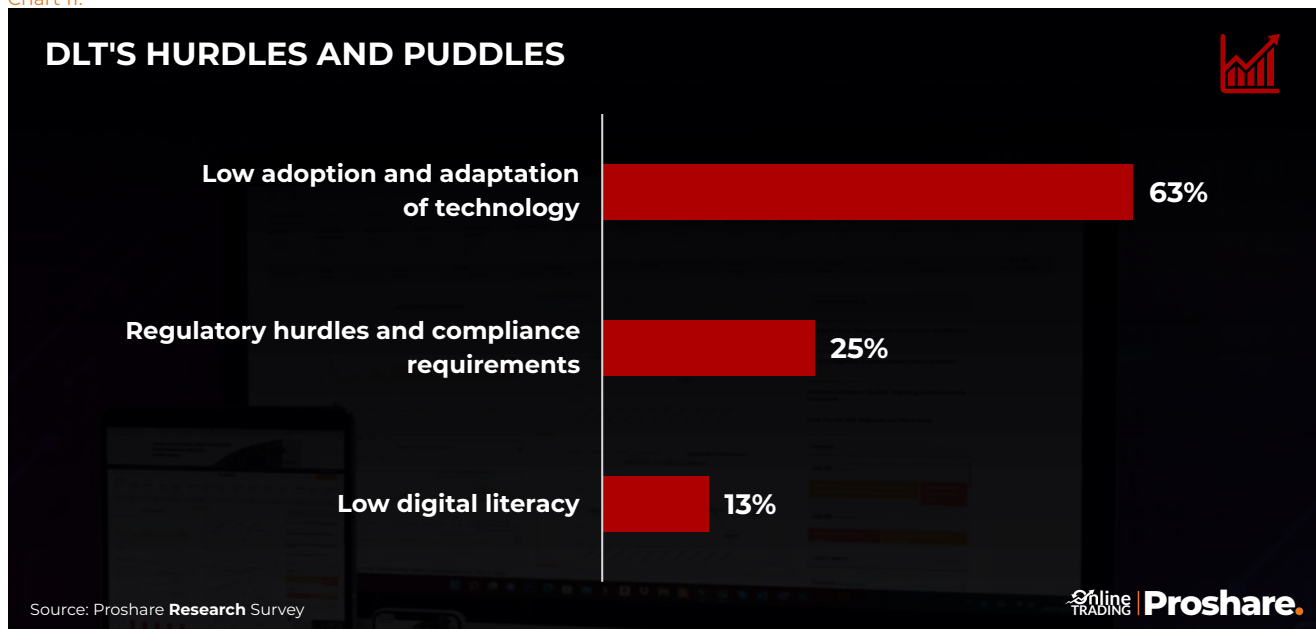 Chart 11:
DLT'S HURDLES AND PUDDLES
Low adoption and adaptation
of technology
63%
Regulatory hurdles and compliance
requirements
25%
Low digital literacy
13%
Source: Proshare Research Survey
Online
TRADING
Proshare.